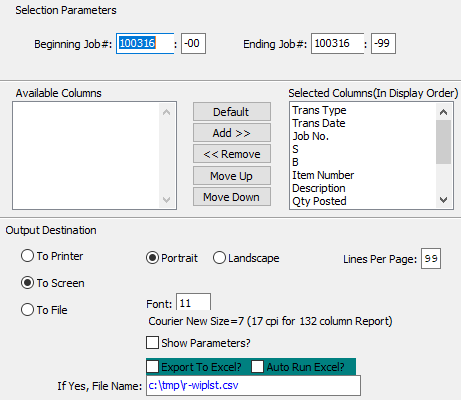 Selection Parameters
Beginning Job#: 100316 : -00 Ending Job#: 100316 : -99
Available Columns Selected Columns(In Display Order)
Default
Add >>
<< Remove
Move Up
Move Down
Trans Type
Trans Date
Job No.
S
B
Item Number
Description
Qty Posted
Output Destination
To Printer
To Screen
To File
Portrait Landscape Lines Per Page: 99
Font: 11
Courier New Size=7 (17 cpi for 132 column Report)
Show Parameters?
Export To Excel? Auto Run Excel?
If Yes, File Name: c:\tmp\r-wiplst.csv